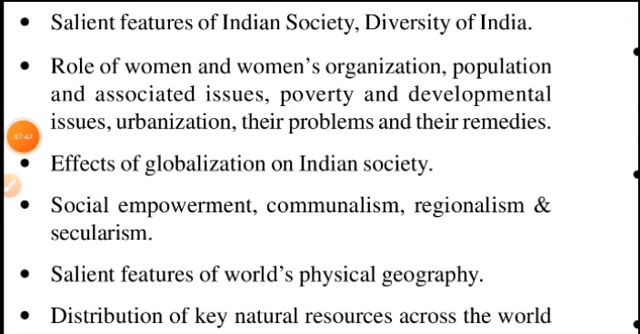 • Salient features of Indian Society, Diversity of India.
• Role of women and women's organization, population
and associated issues, poverty and developmental
issues, urbanization, their problems and their remedies.
• Effects of globalization on Indian society.
• Social empowerment, communalism, regionalism &
secularism.
• Salient features of world's physical geography.
• Distribution of key natural resources across the world